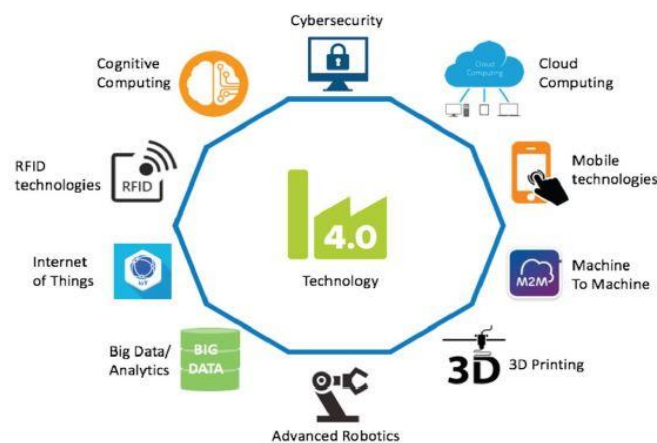 Cybersecurity
Cloud
Computing
Cloud
Computing
Mobile
technologies
M2M
Machine
To Machine
3D
3D Printing
Advanced Robotics
Big Data/
Analytics
BIG
DATA
Internet
of Things
IoT
RFID
technologies
RFID
Cognitive
Computing
4.0
Technology